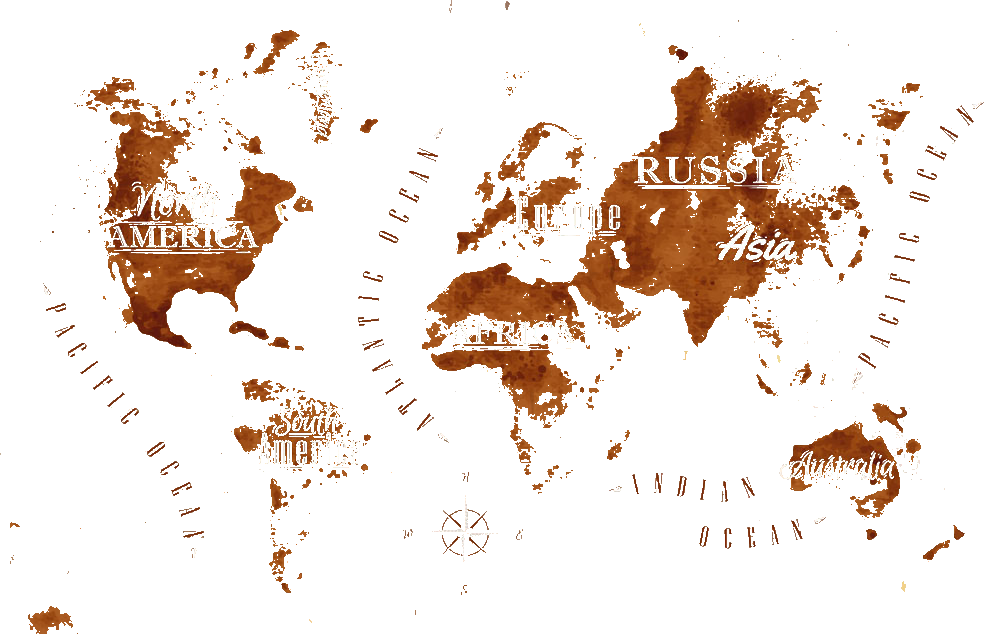 North
AMERICA
RUSSIA
Europe
Asia
AFRICA
South
America
Australia
PACIFIC OCEAN
ATLANTIC OCEAN
INDIAN
OCEAN
PACIFIC OCEAN
N
W
E
S